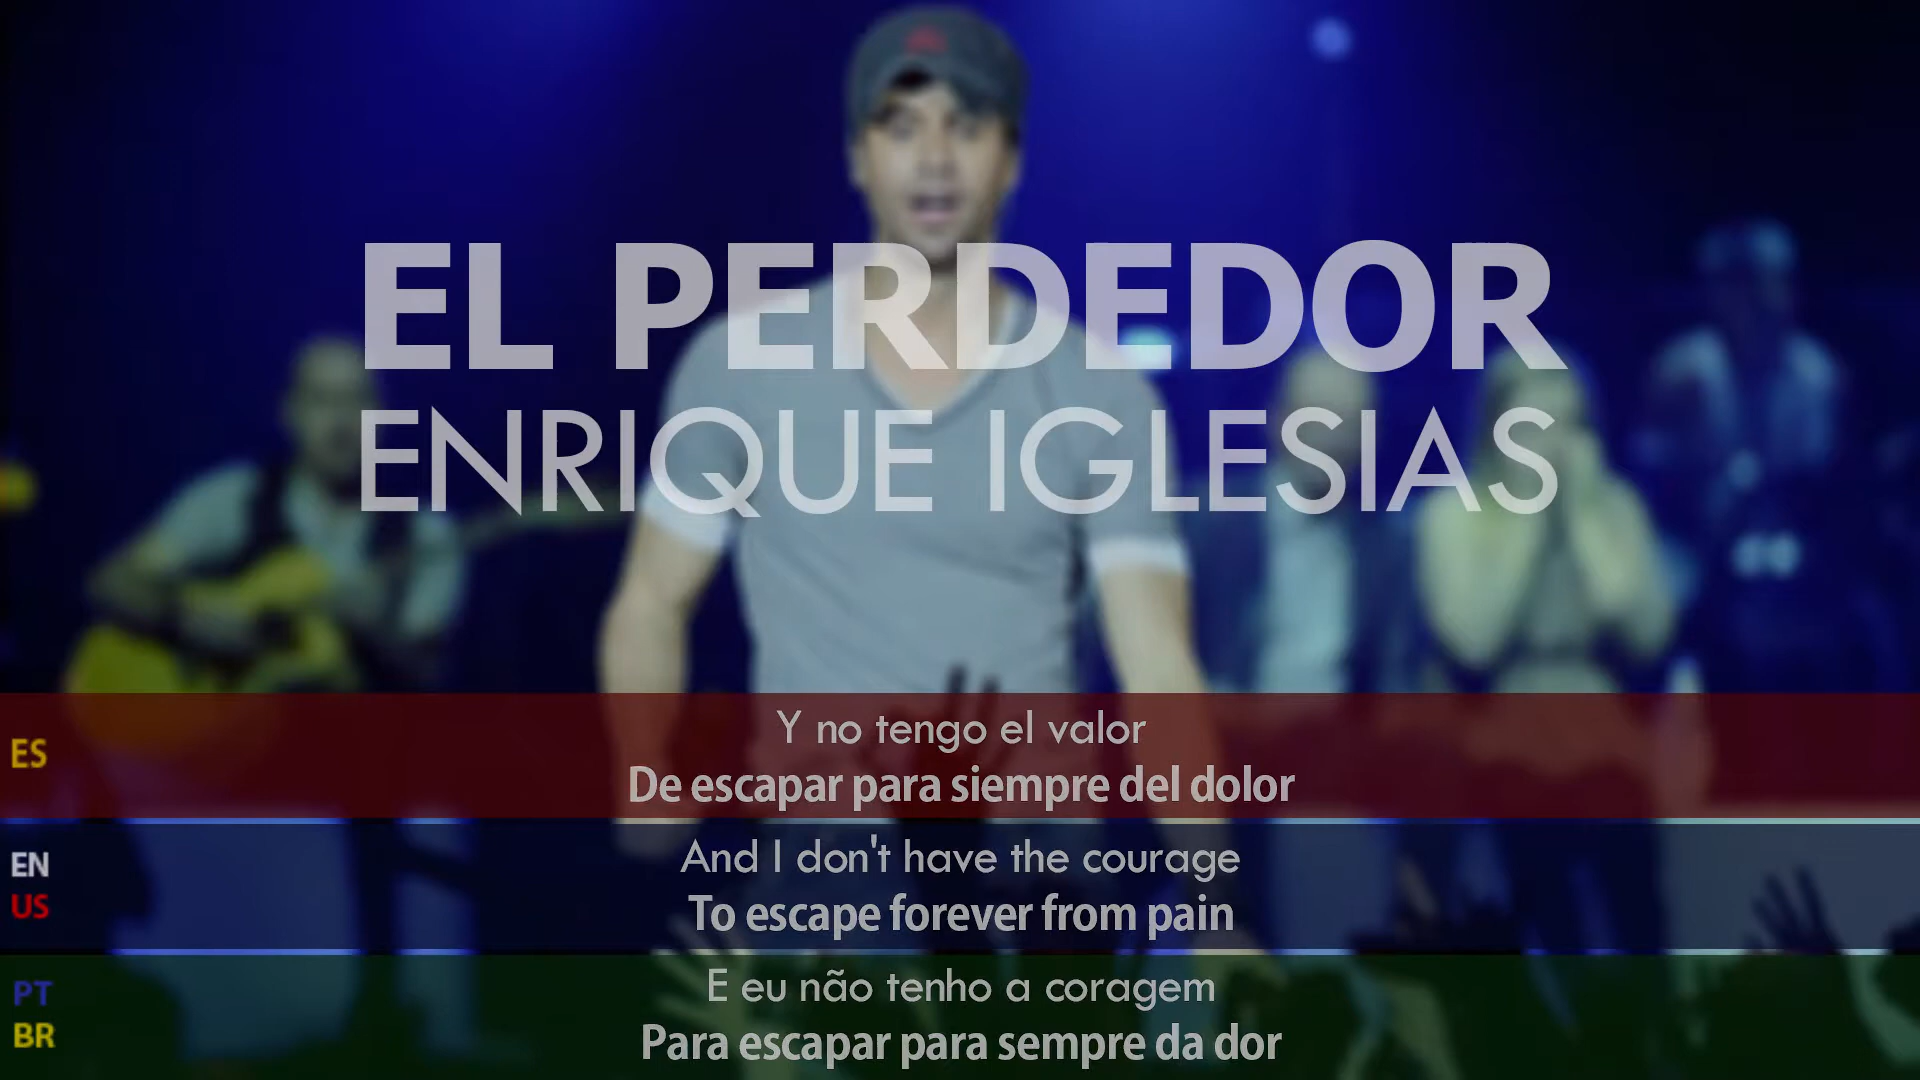 EL PERDEDOR
ENRIQUE IGLESIAS
ES
Y no tengo el valor
De escapar para siempre del dolor
EN
US
And I don't have the courage
To escape forever from pain
PT
BR
E eu não tenho a coragem
Para escapar para sempre da dor